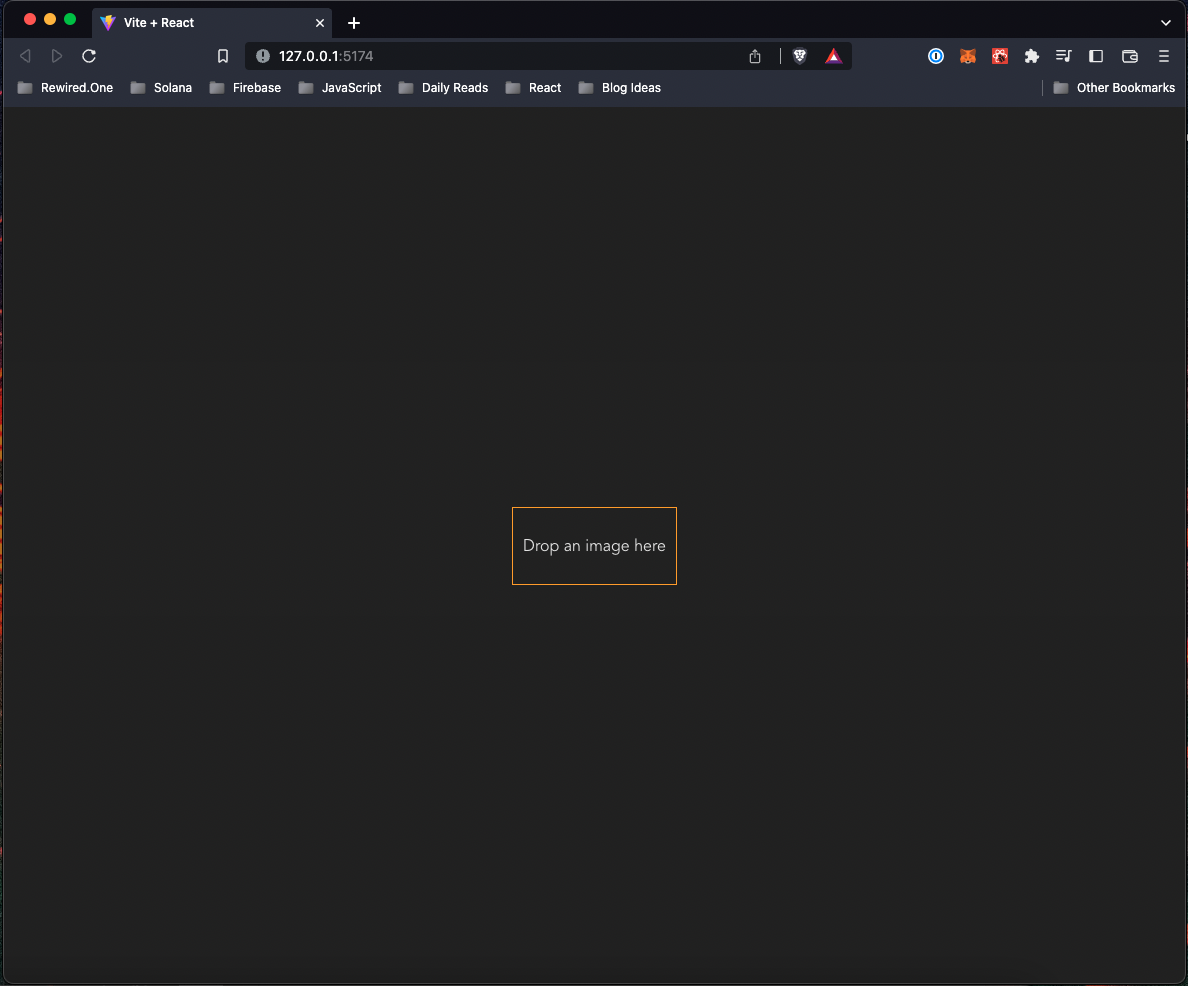 Vite + React
127.0.0.1:5174
Rewired.One Solana Firebase JavaScript Daily Reads React Blog Ideas Other Bookmarks
Drop an image here